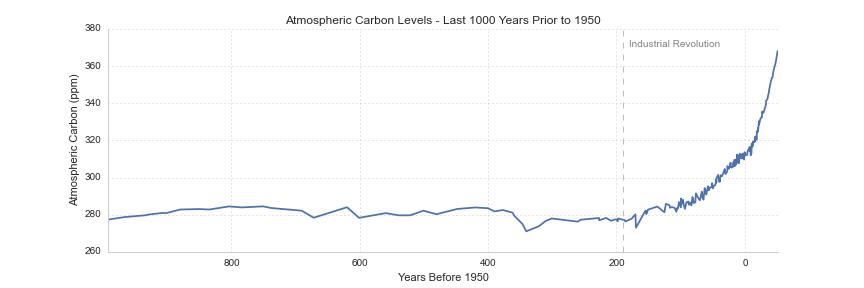 Atmospheric Carbon Levels - Last 1000 Years Prior to 1950
380
Industrial Revolution
360
340
320
300
280
260
Atmospheric Carbon (ppm)
800 600 400 200 0
Years Before 1950